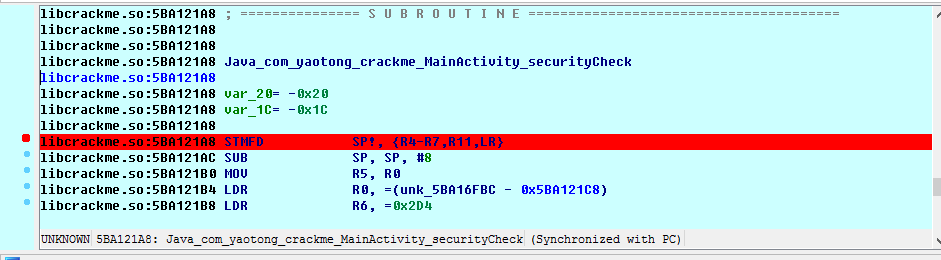 libcrackme.so:5BA121A8 ; =============== S U B R O U T I N E =======================================
libcrackme.so:5BA121A8
libcrackme.so:5BA121A8
libcrackme.so:5BA121A8 Java_com_yaotong_crackme_MainActivity_securityCheck
libcrackme.so:5BA121A8
libcrackme.so:5BA121A8 var_20= -0x20
libcrackme.so:5BA121A8 var_1C= -0x1C
libcrackme.so:5BA121A8
libcrackme.so:5BA121A8 STMFD SP!, {R4-R7,R11,LR}
libcrackme.so:5BA121AC SUB SP, SP, #8
libcrackme.so:5BA121B0 MOV R5, R0
libcrackme.so:5BA121B4 LDR R0, =(unk_5BA16FBC - 0x5BA121C8)
libcrackme.so:5BA121B8 LDR R6, =0x2D4
UNKNOWN 5BA121A8: Java_com_yaotong_crackme_MainActivity_securityCheck (Synchronized with PC)